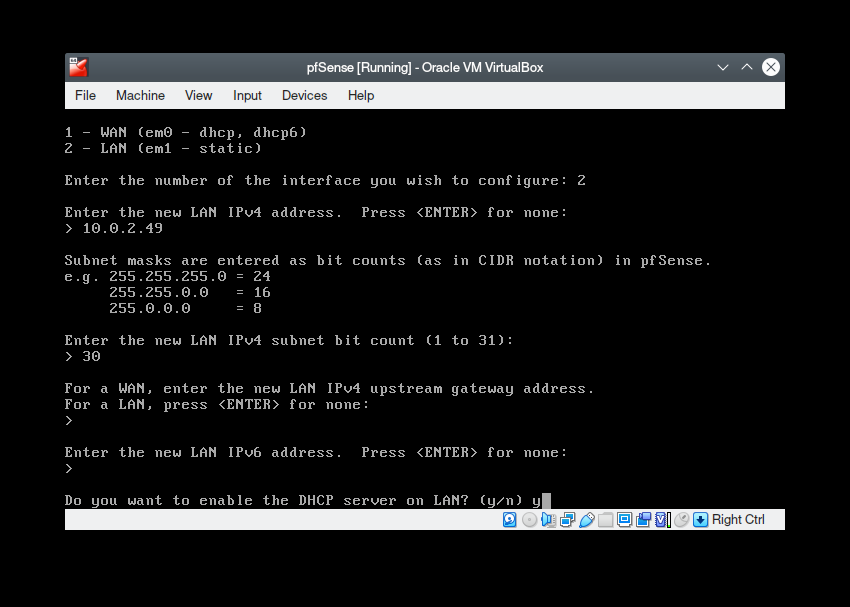 pfSense [Running] - Oracle VM VirtualBox
File Machine View Input Devices Help
1 - WAN (em0 - dhcp, dhcp6)
2 - LAN (em1 - static)
Enter the number of the interface you wish to configure: 2
Enter the new LAN IPv4 address.  Press <ENTER> for none:
> 10.0.2.49
Subnet masks are entered as bit counts (as in CIDR notation) in pfSense.
e.g. 255.255.255.0 = 24
     255.255.0.0   = 16
     255.0.0.0     = 8
Enter the new LAN IPv4 subnet bit count (1 to 31):
> 30
For a WAN, enter the new LAN IPv4 upstream gateway address.
For a LAN, press <ENTER> for none:
>
Enter the new LAN IPv6 address.  Press <ENTER> for none:
>
Do you want to enable the DHCP server on LAN? (y/n) y
Right Ctrl